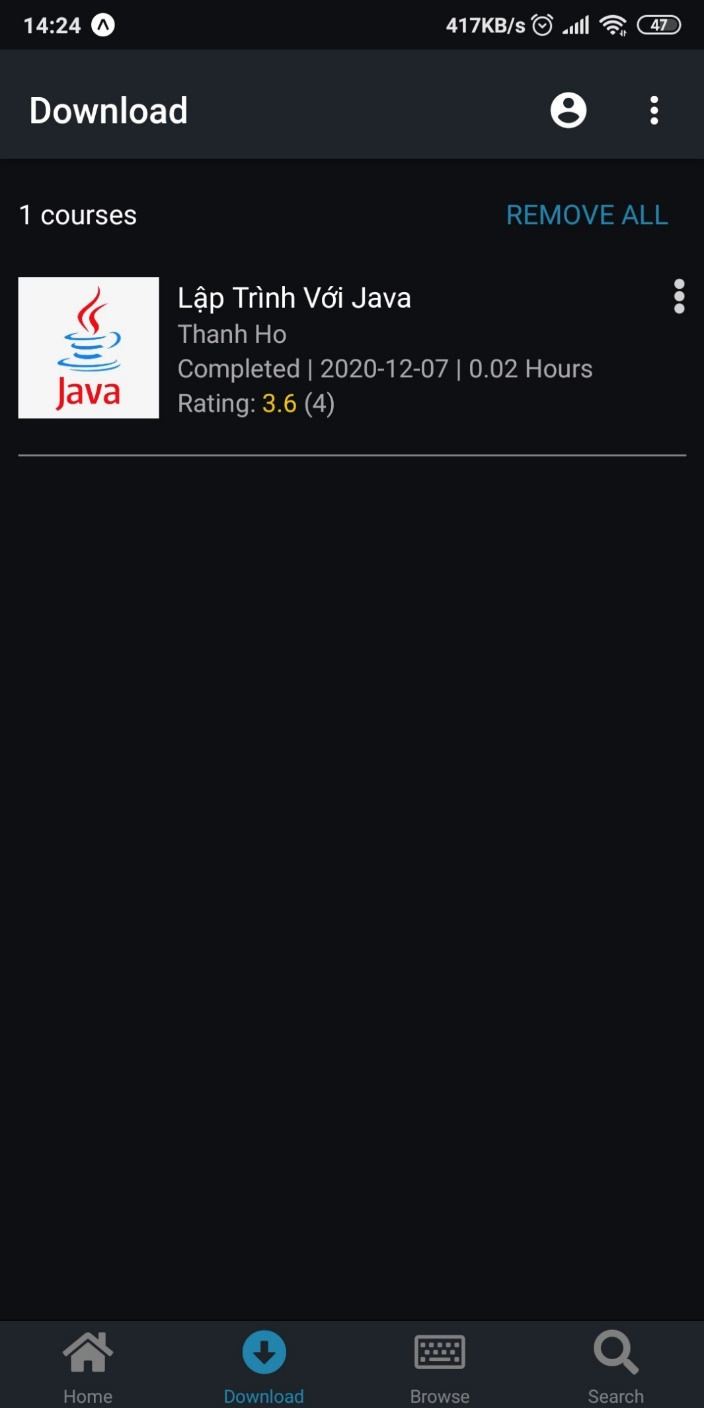 14:24 417KB/s 47
Download
1 courses REMOVE ALL
Java
Lập Trình Với Java
Thanh Ho
Completed | 2020-12-07 | 0.02 Hours
Rating: 3.6 (4)
Home Download Browse Search